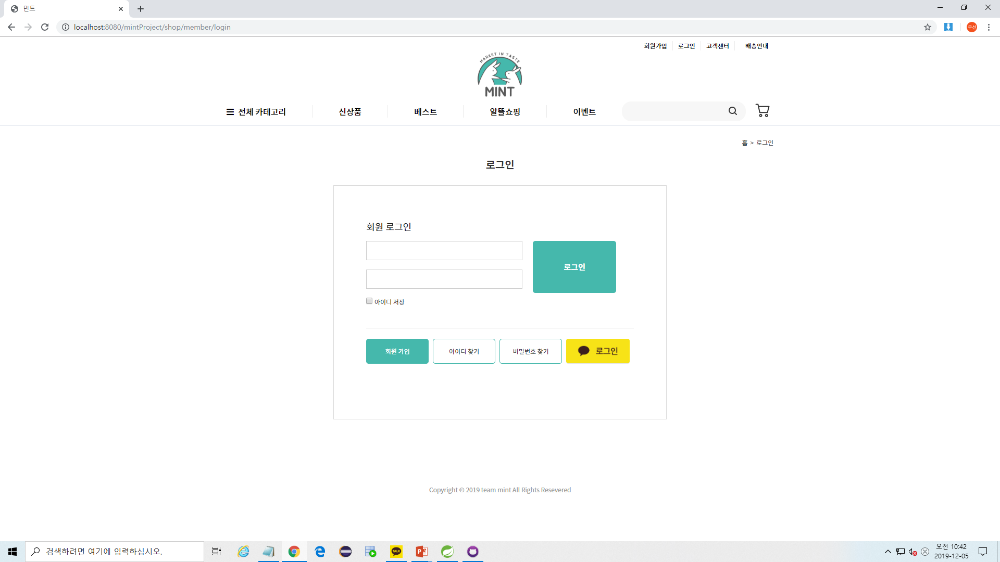 민트
localhost:8080/mintProject/shop/member/login
무선
회원가입 로그인 고객센터 배송안내
MARKET IN TASTE
MINT
전체 카테고리 신상품 베스트 알뜰쇼핑 이벤트
홈 > 로그인
로그인
회원 로그인
로그인
아이디 저장
회원 가입 아이디 찾기 비밀번호 찾기 로그인
Copyright © 2019 team mint All Rights Resevered
검색하려면 여기에 입력하십시오.
TALK
오전 10:42
2019-12-05